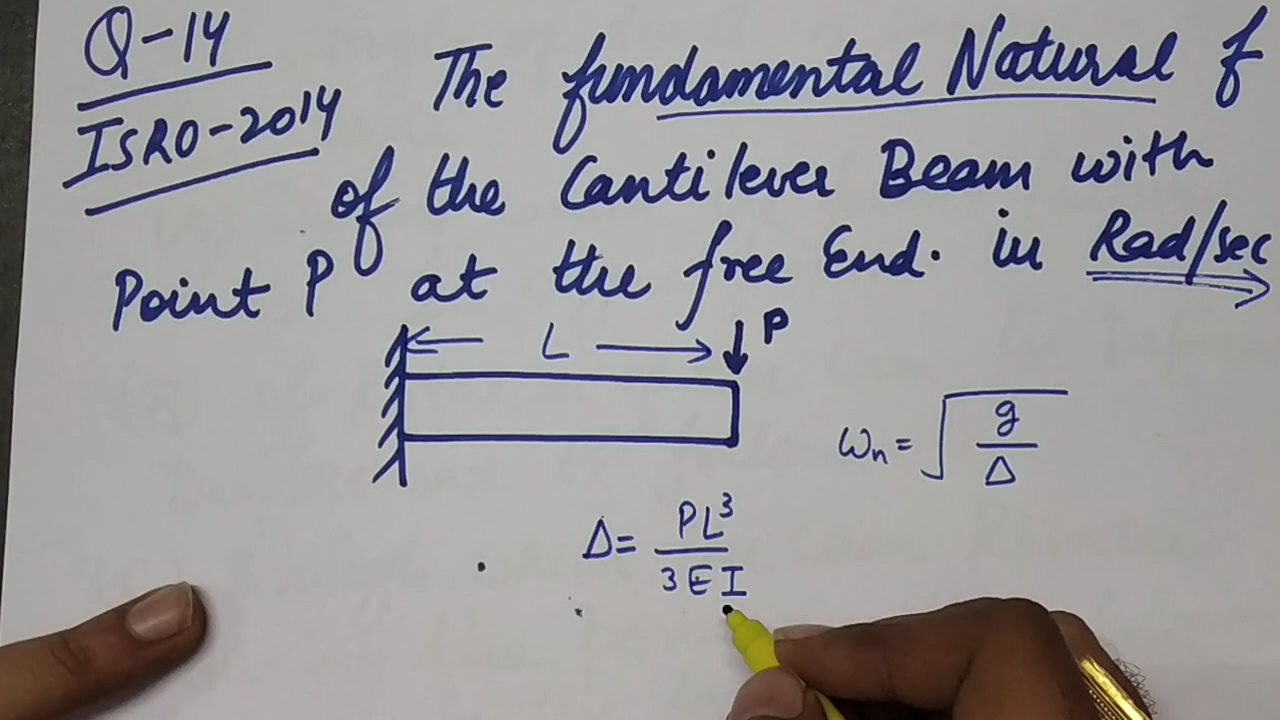 Q-14
ISRO-2014
The fundamental Natural f
of the Cantilever Beam with
Point P at the free End. in Rad/sec
L
P
ωn = √(g/Δ)
Δ = PL³/3EI